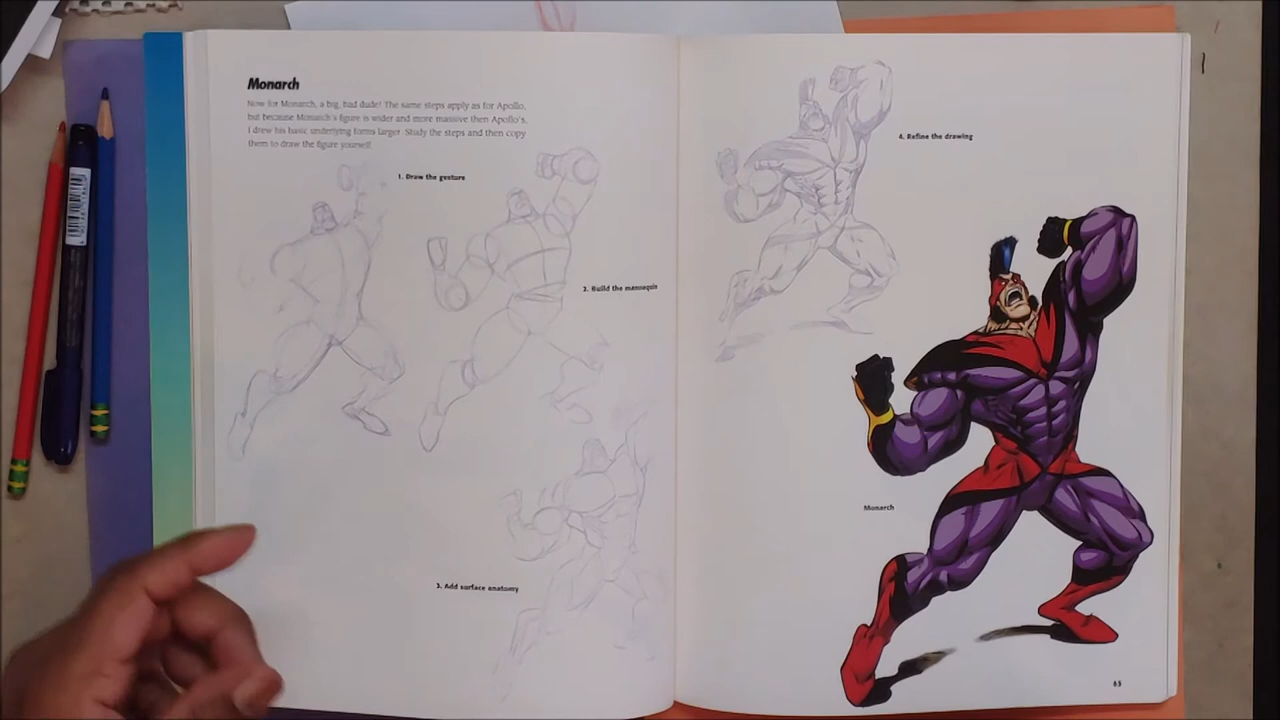 Monarch
Now for Monarch, a big, bad dude! The same steps apply as for Apollo,
but because Monarch's figure is wider and more massive then Apollo's,
I drew his basic underlying forms larger. Study the steps and then copy
them to draw the figure yourself.
1. Draw the gesture
2. Build the mannequin
3. Add surface anatomy
4. Refine the drawing
Monarch
65